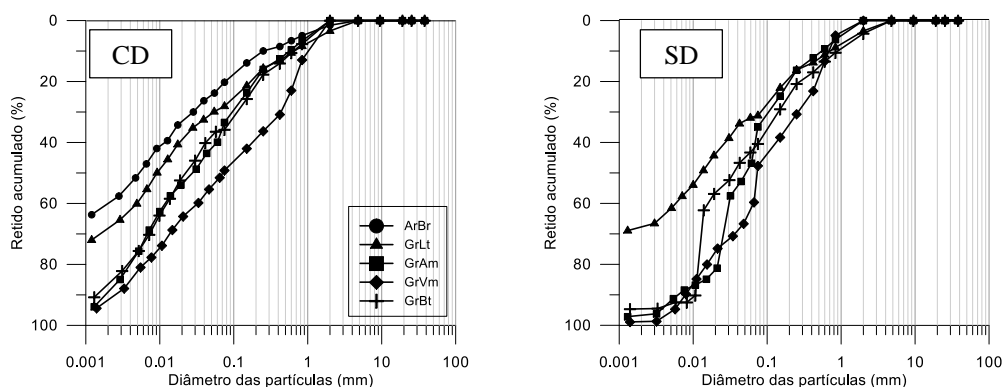 CD
Retido acumulado (%)
0
20
40
60
80
100
0.001
0.01
0.1
1
10
100
Diâmetro das partículas (mm)
ArBr
GrLt
GrAm
GrVm
GrBt
SD
Retido acumulado (%)
0
20
40
60
80
100
0.001
0.01
0.1
1
10
100
Diâmetro das partículas (mm)